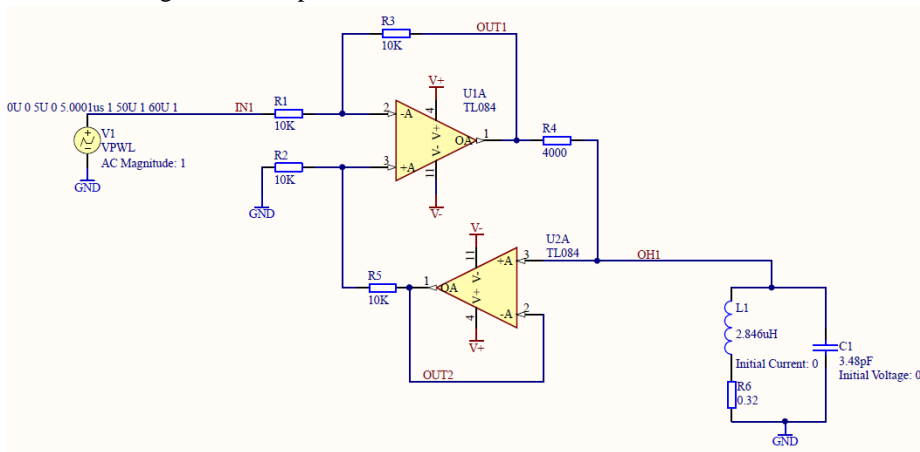 R3
10K
OUT1
V+
U1A
TL084
0U 0 5U 0 5.0001us 1 50U 1 60U 1
IN1
R1
10K
2
-A
4
V+
V1
VPWL
AC Magnitude: 1
GND
R2
10K
3
+A
V-
11
OA
1
R4
4000
GND
V-
V-
U2A
TL084
11
V-
+A
3
OH1
R5
10K
1
OA
V+
4
-A
2
V+
OUT2
L1
2.846uH
Initial Current: 0
R6
0.32
C1
3.48pF
Initial Voltage: 0
GND